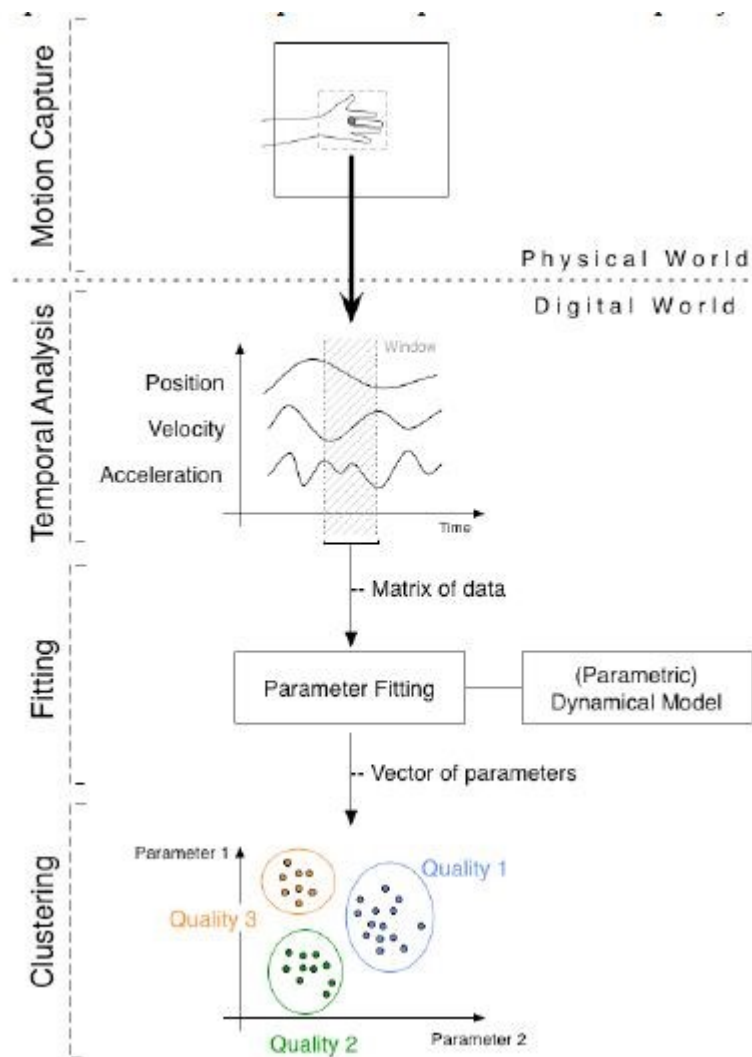 Motion Capture
Physical World
Digital World
Temporal Analysis
Window
Position
Velocity
Acceleration
Time
Matrix of data
Fitting
Parameter Fitting
(Parametric)
Dynamical Model
Vector of parameters
Clustering
Parameter 1
Quality 1
Quality 3
Quality 2
Parameter 2